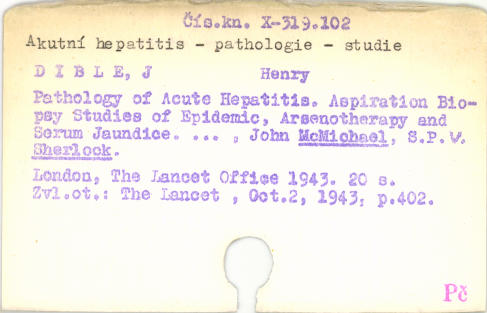 Čís.kn. X-319.102
Akutní hepatitis - pathologie - studie
D I B L E, J Henry
Pathology of Acute Hepatitis. Aspiration Bio-
psy Studies of Epidemic, Arsenotherapy and
Serum Jaundice. ... , John McMichael, S.P.W.
Sherlock.
London, The Lancet Office 1943. 20 s.
Zvl.ot.: The Lancet , Oct.2, 1943, p.402.
Pč